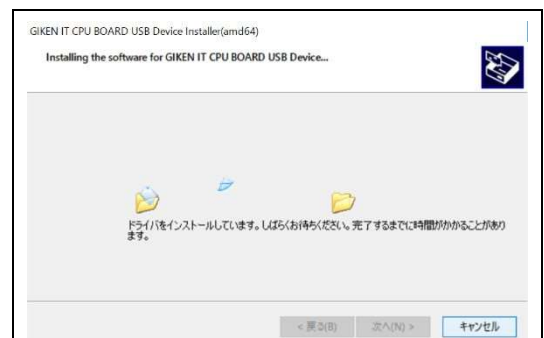 GIKEN IT CPU BOARD USB Device Installer(amd64)
Installing the software for GIKEN IT CPU BOARD USB Device...
ドライバをインストールしています。しばらくお待ちください。完了するまでに時間がかかることがあり
ます。
< 戻る(B) 次へ(N) > キャンセル